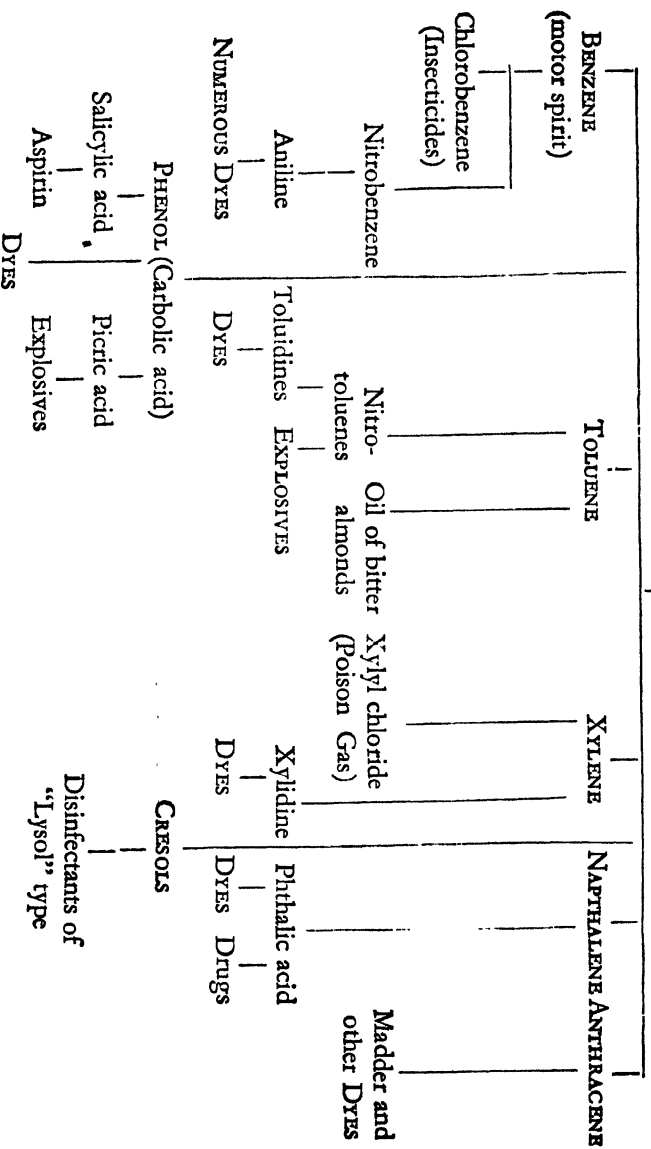 BENZENE
(motor spirit)
TOLUENE
XYLENE
NAPTHALENE ANTHRACENE
Chlorobenzene
(Insecticides)
Nitrobenzene
Aniline
NUMEROUS DYES
Nitro-
toluenes
Toluidines
DYES
EXPLOSIVES
Oil of bitter
almonds
Xylyl chloride
(Poison Gas)
Xylidine
DYES
Phthalic acid
DYES Drugs
Madder and
other DYES
PHENOL (Carbolic acid)
Salicylic acid
Aspirin
Picric acid
Explosives
DYES
CRESOLS
Disinfectants of
“Lysol” type